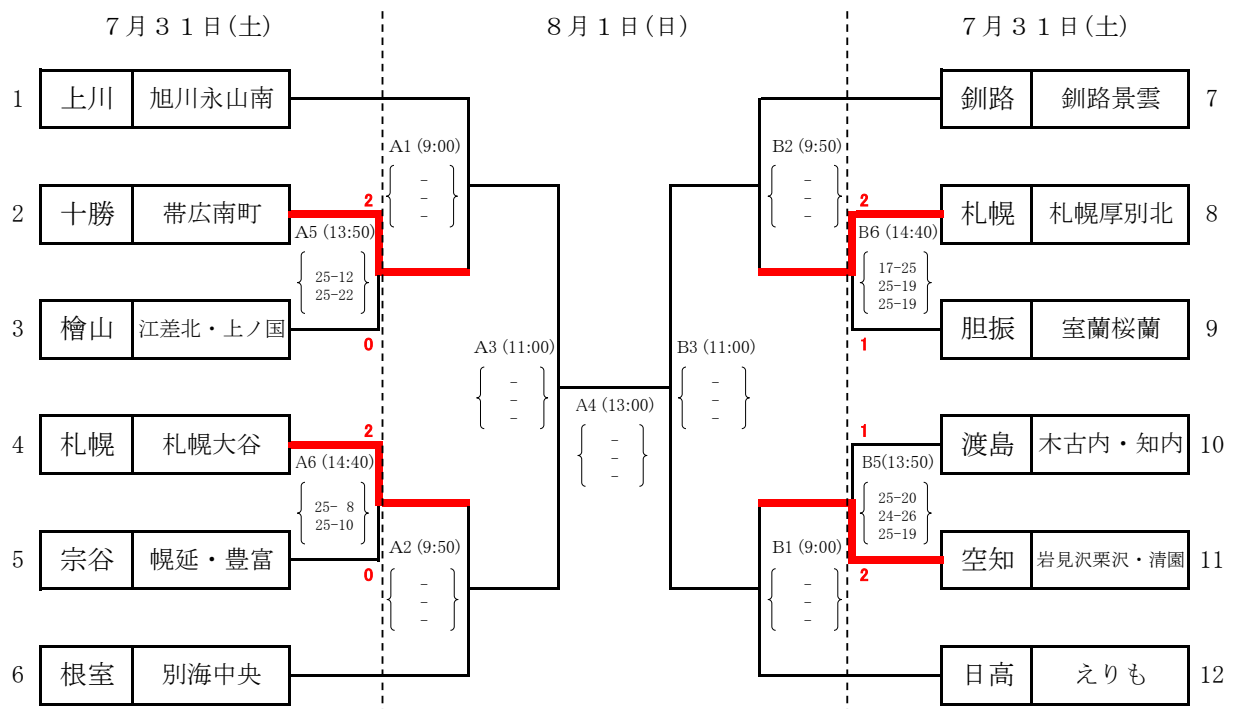 ７月３１日(土)
８月１日(日)
７月３１日(土)
1 上川 旭川永山南
釧路 釧路景雲 7
A1 (9:00)
－
－
－
B2 (9:50)
－
－
－
2 十勝 帯広南町
2
2
札幌 札幌厚別北 8
A5 (13:50)
25－12
25－22
B6 (14:40)
17－25
25－19
25－19
3 檜山 江差北・上ノ国
0
1
胆振 室蘭桜蘭 9
A3 (11:00)
－
－
－
B3 (11:00)
－
－
－
A4 (13:00)
－
－
－
4 札幌 札幌大谷
2
1
渡島 木古内・知内 10
A6 (14:40)
25－ 8
25－10
B5(13:50)
25－20
24－26
25－19
5 宗谷 幌延・豊富
0
2
空知 岩見沢栗沢・清園 11
A2 (9:50)
－
－
－
B1 (9:00)
－
－
－
6 根室 別海中央
日高 えりも 12